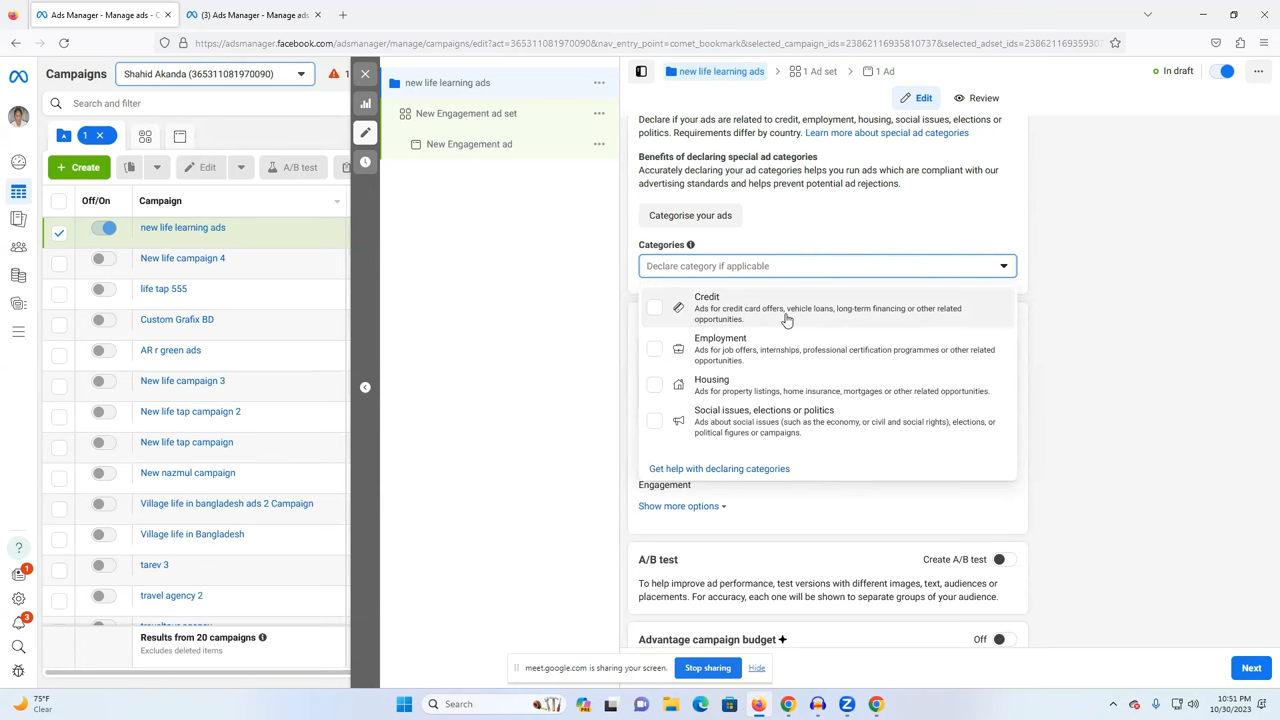 Ads Manager - Manage ads - C
(3) Ads Manager - Manage ads -
https://adsmanager.facebook.com/adsmanager/manage/campaigns/edit?act=365311081970090&nav_entry_point=comet_bookmark&selected_campaign_ids=23862116935810737&selected_adset_ids=238621169359307
Campaigns
Shahid Akanda (365311081970090)
1
Search and filter
1
Create
Edit
A/B test
Off/On
Campaign
new life learning ads
New life campaign 4
life tap 555
Custom Grafix BD
AR r green ads
New life campaign 3
New life tap campaign 2
New life tap campaign
New nazmul campaign
Village life in bangladesh ads 2 Campaign
Village life in Bangladesh
tarev 3
travel agency 2
Results from 20 campaigns
Excludes deleted items
1
3
new life learning ads
New Engagement ad set
New Engagement ad
new life learning ads
1 Ad set
1 Ad
In draft
Edit
Review
Declare if your ads are related to credit, employment, housing, social issues, elections or
politics. Requirements differ by country. Learn more about special ad categories
Benefits of declaring special ad categories
Accurately declaring your ad categories helps you run ads which are compliant with our
advertising standards and helps prevent potential ad rejections.
Categorise your ads
Categories
Declare category if applicable
Credit
Ads for credit card offers, vehicle loans, long-term financing or other related
opportunities.
Employment
Ads for job offers, internships, professional certification programmes or other related
opportunities.
Housing
Ads for property listings, home insurance, mortgages or other related opportunities.
Social issues, elections or politics
Ads about social issues (such as the economy, or civil and social rights), elections, or
political figures or campaigns.
Get help with declaring categories
Engagement
Show more options
A/B test
Create A/B test
To help improve ad performance, test versions with different images, text, audiences or
placements. For accuracy, each one will be shown to separate groups of your audience.
Advantage campaign budget
Off
meet.google.com is sharing your screen.
Stop sharing
Hide
Next
75°F
Clear
Search
10:51 PM
10/30/2023